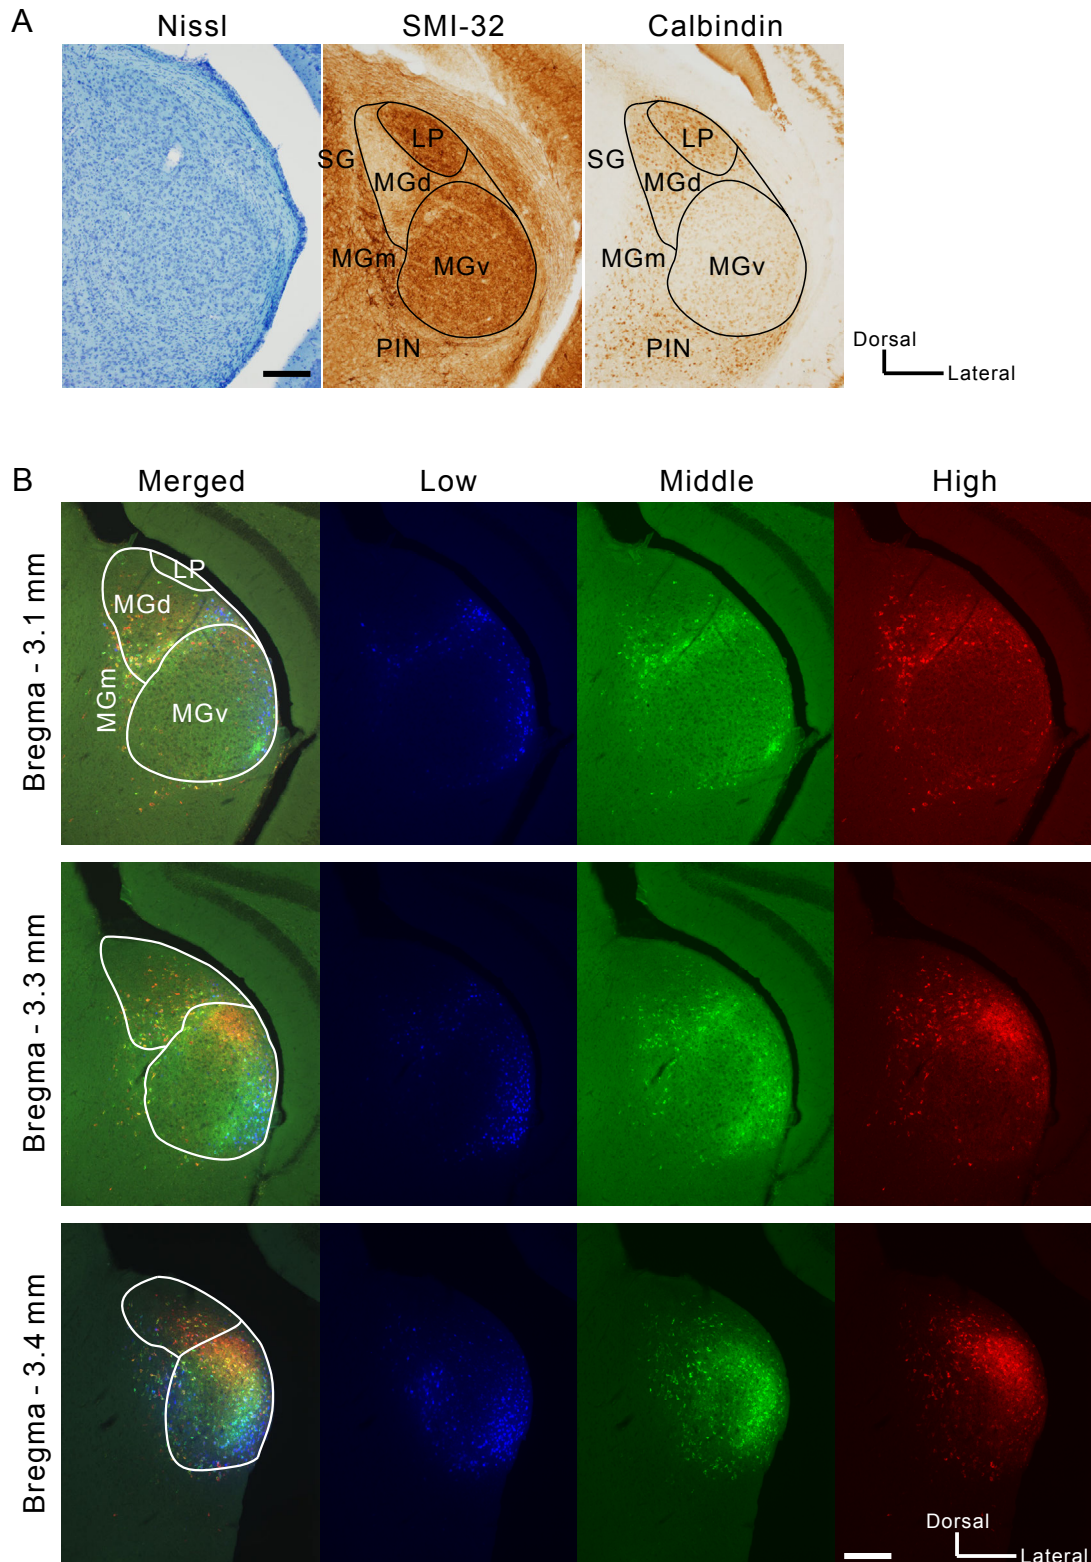 A
Nissl SMI-32 Calbindin
LP LP
SG SG
MGd MGd
MGm MGv MGm MGv
PIN PIN
Dorsal
Lateral
B
Merged Low Middle High
Bregma - 3.1 mm
LP
MGd
MGm
MGv
Bregma - 3.3 mm
Bregma - 3.4 mm
Dorsal
Lateral